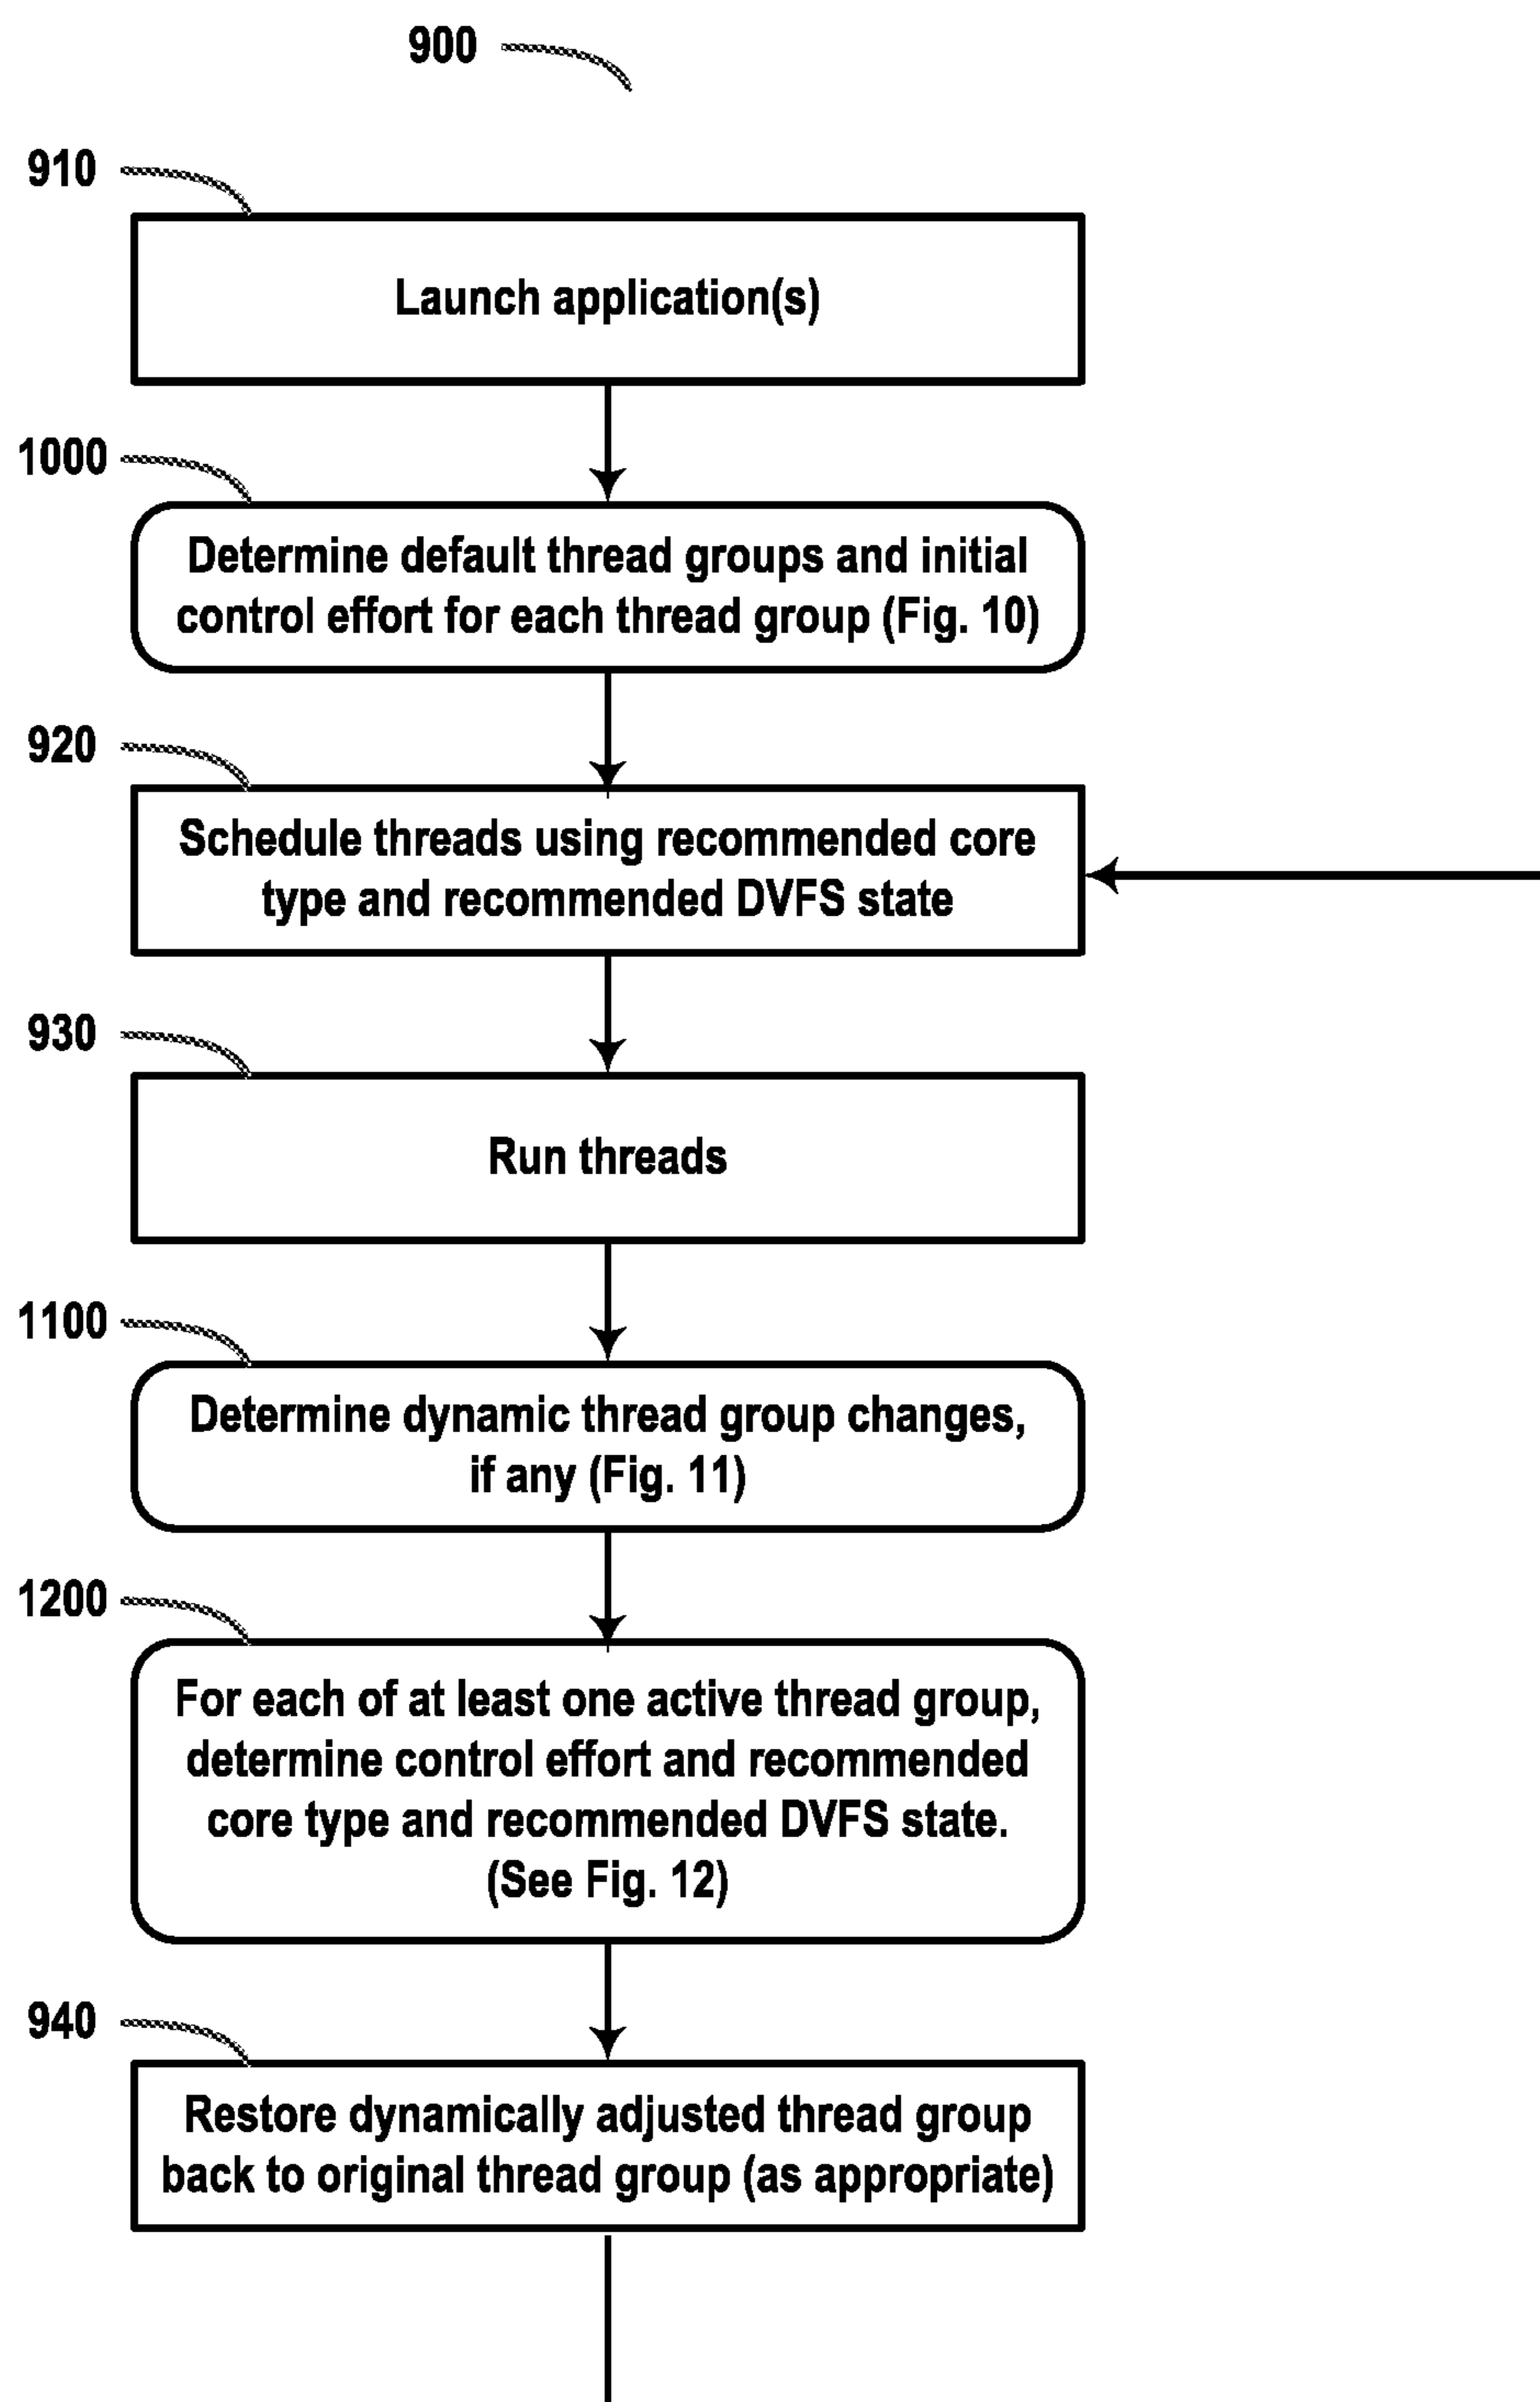 900
910
Launch application(s)
1000
Determine default thread groups and initial
control effort for each thread group (Fig. 10)
920
Schedule threads using recommended core
type and recommended DVFS state
930
Run threads
1100
Determine dynamic thread group changes,
if any (Fig. 11)
1200
For each of at least one active thread group,
determine control effort and recommended
core type and recommended DVFS state.
(See Fig. 12)
940
Restore dynamically adjusted thread group
back to original thread group (as appropriate)